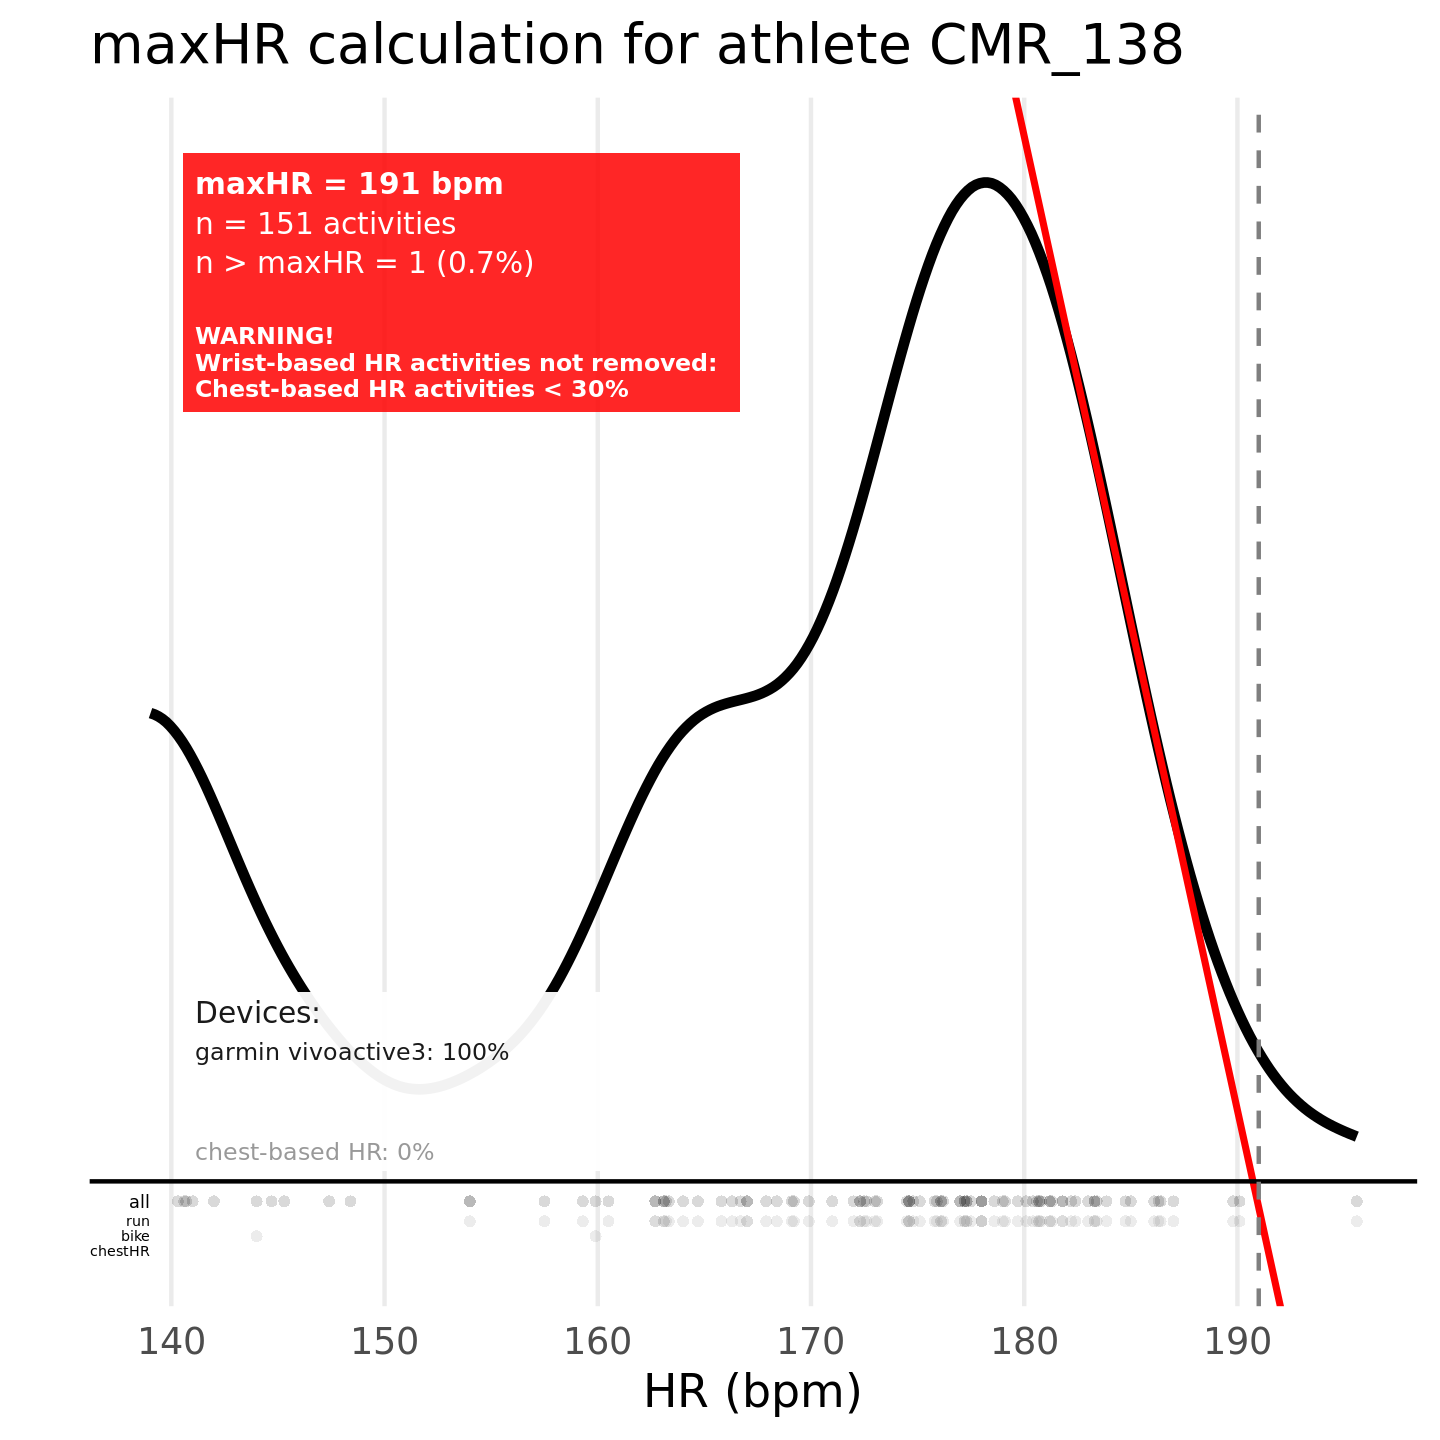 maxHR calculation for athlete CMR_138
maxHR = 191 bpm
n = 151 activities
n > maxHR = 1 (0.7%)
WARNING!
Wrist-based HR activities not removed:
Chest-based HR activities < 30%
Devices:
garmin vivoactive3: 100%
chest-based HR: 0%
all
run
bike
chestHR
140 150 160 170 180 190
HR (bpm)